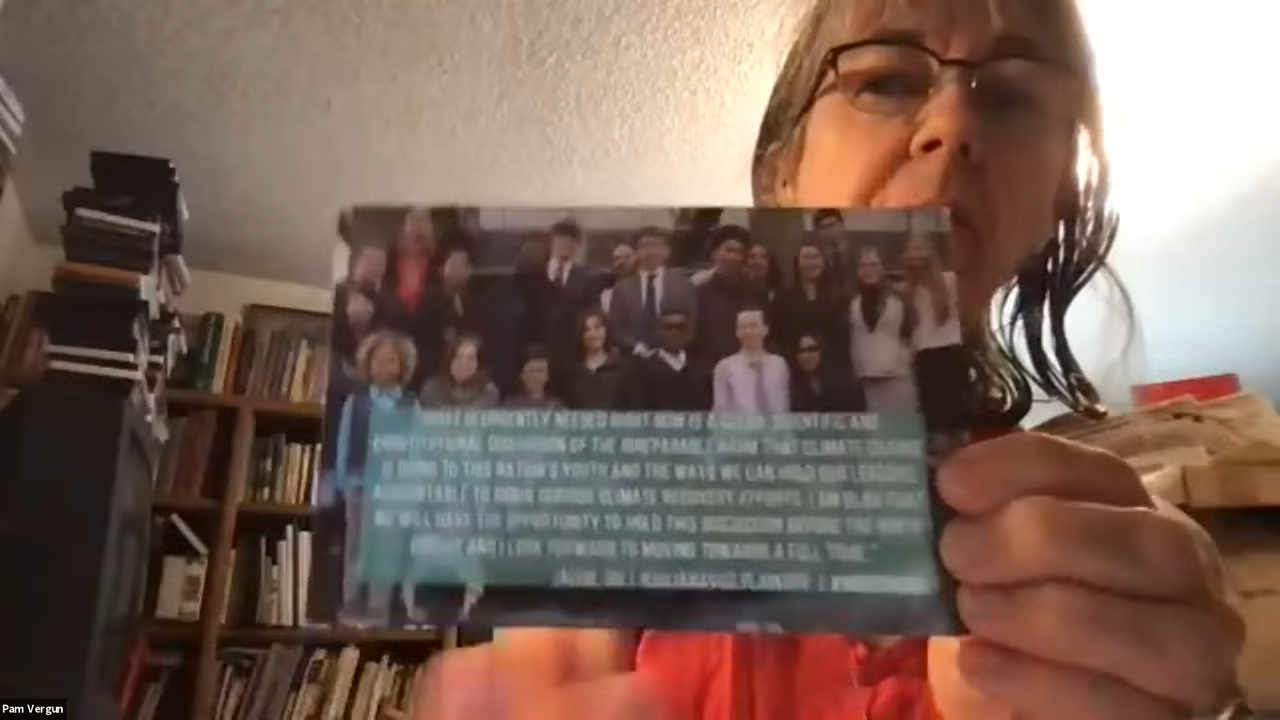 WHAT IS URGENTLY NEEDED RIGHT NOW IS A CLEAR, SCIENTIFIC AND
CONSTITUTIONAL DISCUSSION OF THE IRREPARABLE HARM THAT CLIMATE CHANGE
IS DOING TO THIS NATION'S YOUTH AND THE WAYS WE CAN HOLD OUR LEADERS
ACCOUNTABLE TO CLIMATE RECOVERY EFFORTS. I AM GLAD THAT
WE WILL HAVE THE OPPORTUNITY TO HOLD THIS DISCUSSION BEFORE THE NINTH
CIRCUIT AND I LOOK FORWARD TO MOVING TOWARDS A FULL TRIAL."
Pam Vergun